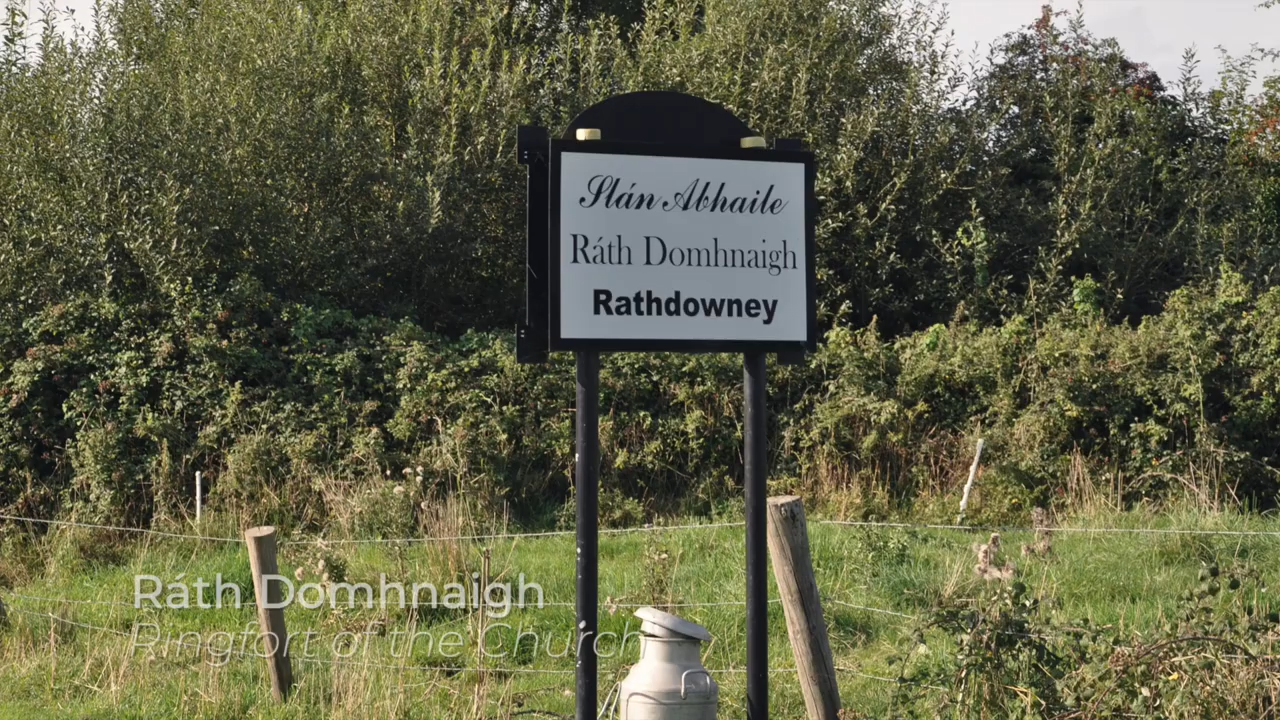 Slán Abhaile
Ráth Domhnaigh
Rathdowney
Ráth Domhnaigh
Ringfort of the Church